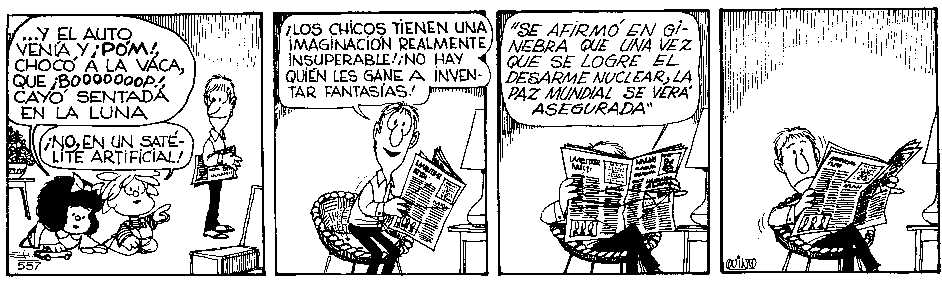 ...Y EL AUTO
VENÍA Y ¡POM!,
CHOCÓ A LA VACA,
QUE ¡BOOOOOOOP!,
CAYÓ SENTADA
EN LA LUNA
¡NO, EN UN SATÉ-
LITE ARTIFICIAL!
557
¡LOS CHICOS TIENEN UNA
IMAGINACIÓN REALMENTE
INSUPERABLE!¡NO HAY
QUIÉN LES GANE A INVEN-
TAR FANTASÍAS!
"SE AFIRMÓ EN GI-
NEBRA QUE UNA VEZ
QUE SE LOGRE EL
DESARME NUCLEAR, LA
PAZ MUNDIAL SE VERÁ
ASEGURADA"
QUINO